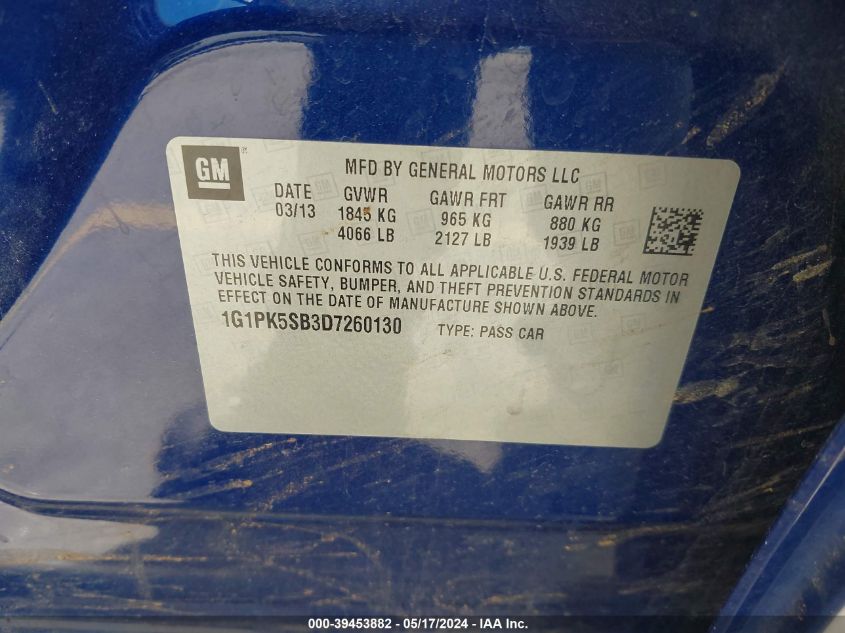 GM
MFD BY GENERAL MOTORS LLC
DATE GVWR GAWR FRT GAWR RR
03/13 1845 KG 965 KG 880 KG
4066 LB 2127 LB 1939 LB
THIS VEHICLE CONFORMS TO ALL APPLICABLE U.S. FEDERAL MOTOR
VEHICLE SAFETY, BUMPER, AND THEFT PREVENTION STANDARDS IN
EFFECT ON THE DATE OF MANUFACTURE SHOWN ABOVE.
1G1PK5SB3D7260130 TYPE: PASS CAR
000-39453882 - 05/17/2024 - IAA Inc.